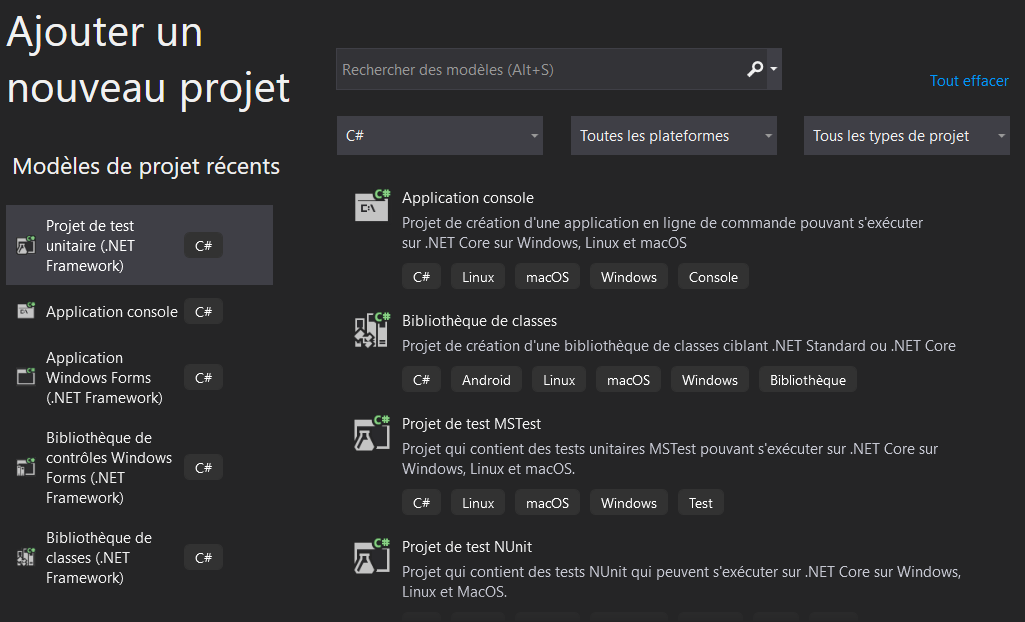 Ajouter un
nouveau projet
Modèles de projet récents
Projet de test
unitaire (.NET
Framework)
C#
Application console
C#
Application
Windows Forms
(.NET Framework)
C#
Bibliothèque de
contrôles Windows
Forms (.NET
Framework)
C#
Bibliothèque de
classes (.NET
Framework)
C#
Rechercher des modèles (Alt+S)
Tout effacer
C#
Toutes les plateformes
Tous les types de projet
Application console
Projet de création d'une application en ligne de commande pouvant s'exécuter
sur .NET Core sur Windows, Linux et macOS
C# Linux macOS Windows Console
Bibliothèque de classes
Projet de création d'une bibliothèque de classes ciblant .NET Standard ou .NET Core
C# Android Linux macOS Windows Bibliothèque
Projet de test MSTest
Projet qui contient des tests unitaires MSTest pouvant s'exécuter sur .NET Core sur
Windows, Linux et macOS.
C# Linux macOS Windows Test
Projet de test NUnit
Projet qui contient des tests NUnit qui peuvent s'exécuter sur .NET Core sur Windows,
Linux et MacOS.